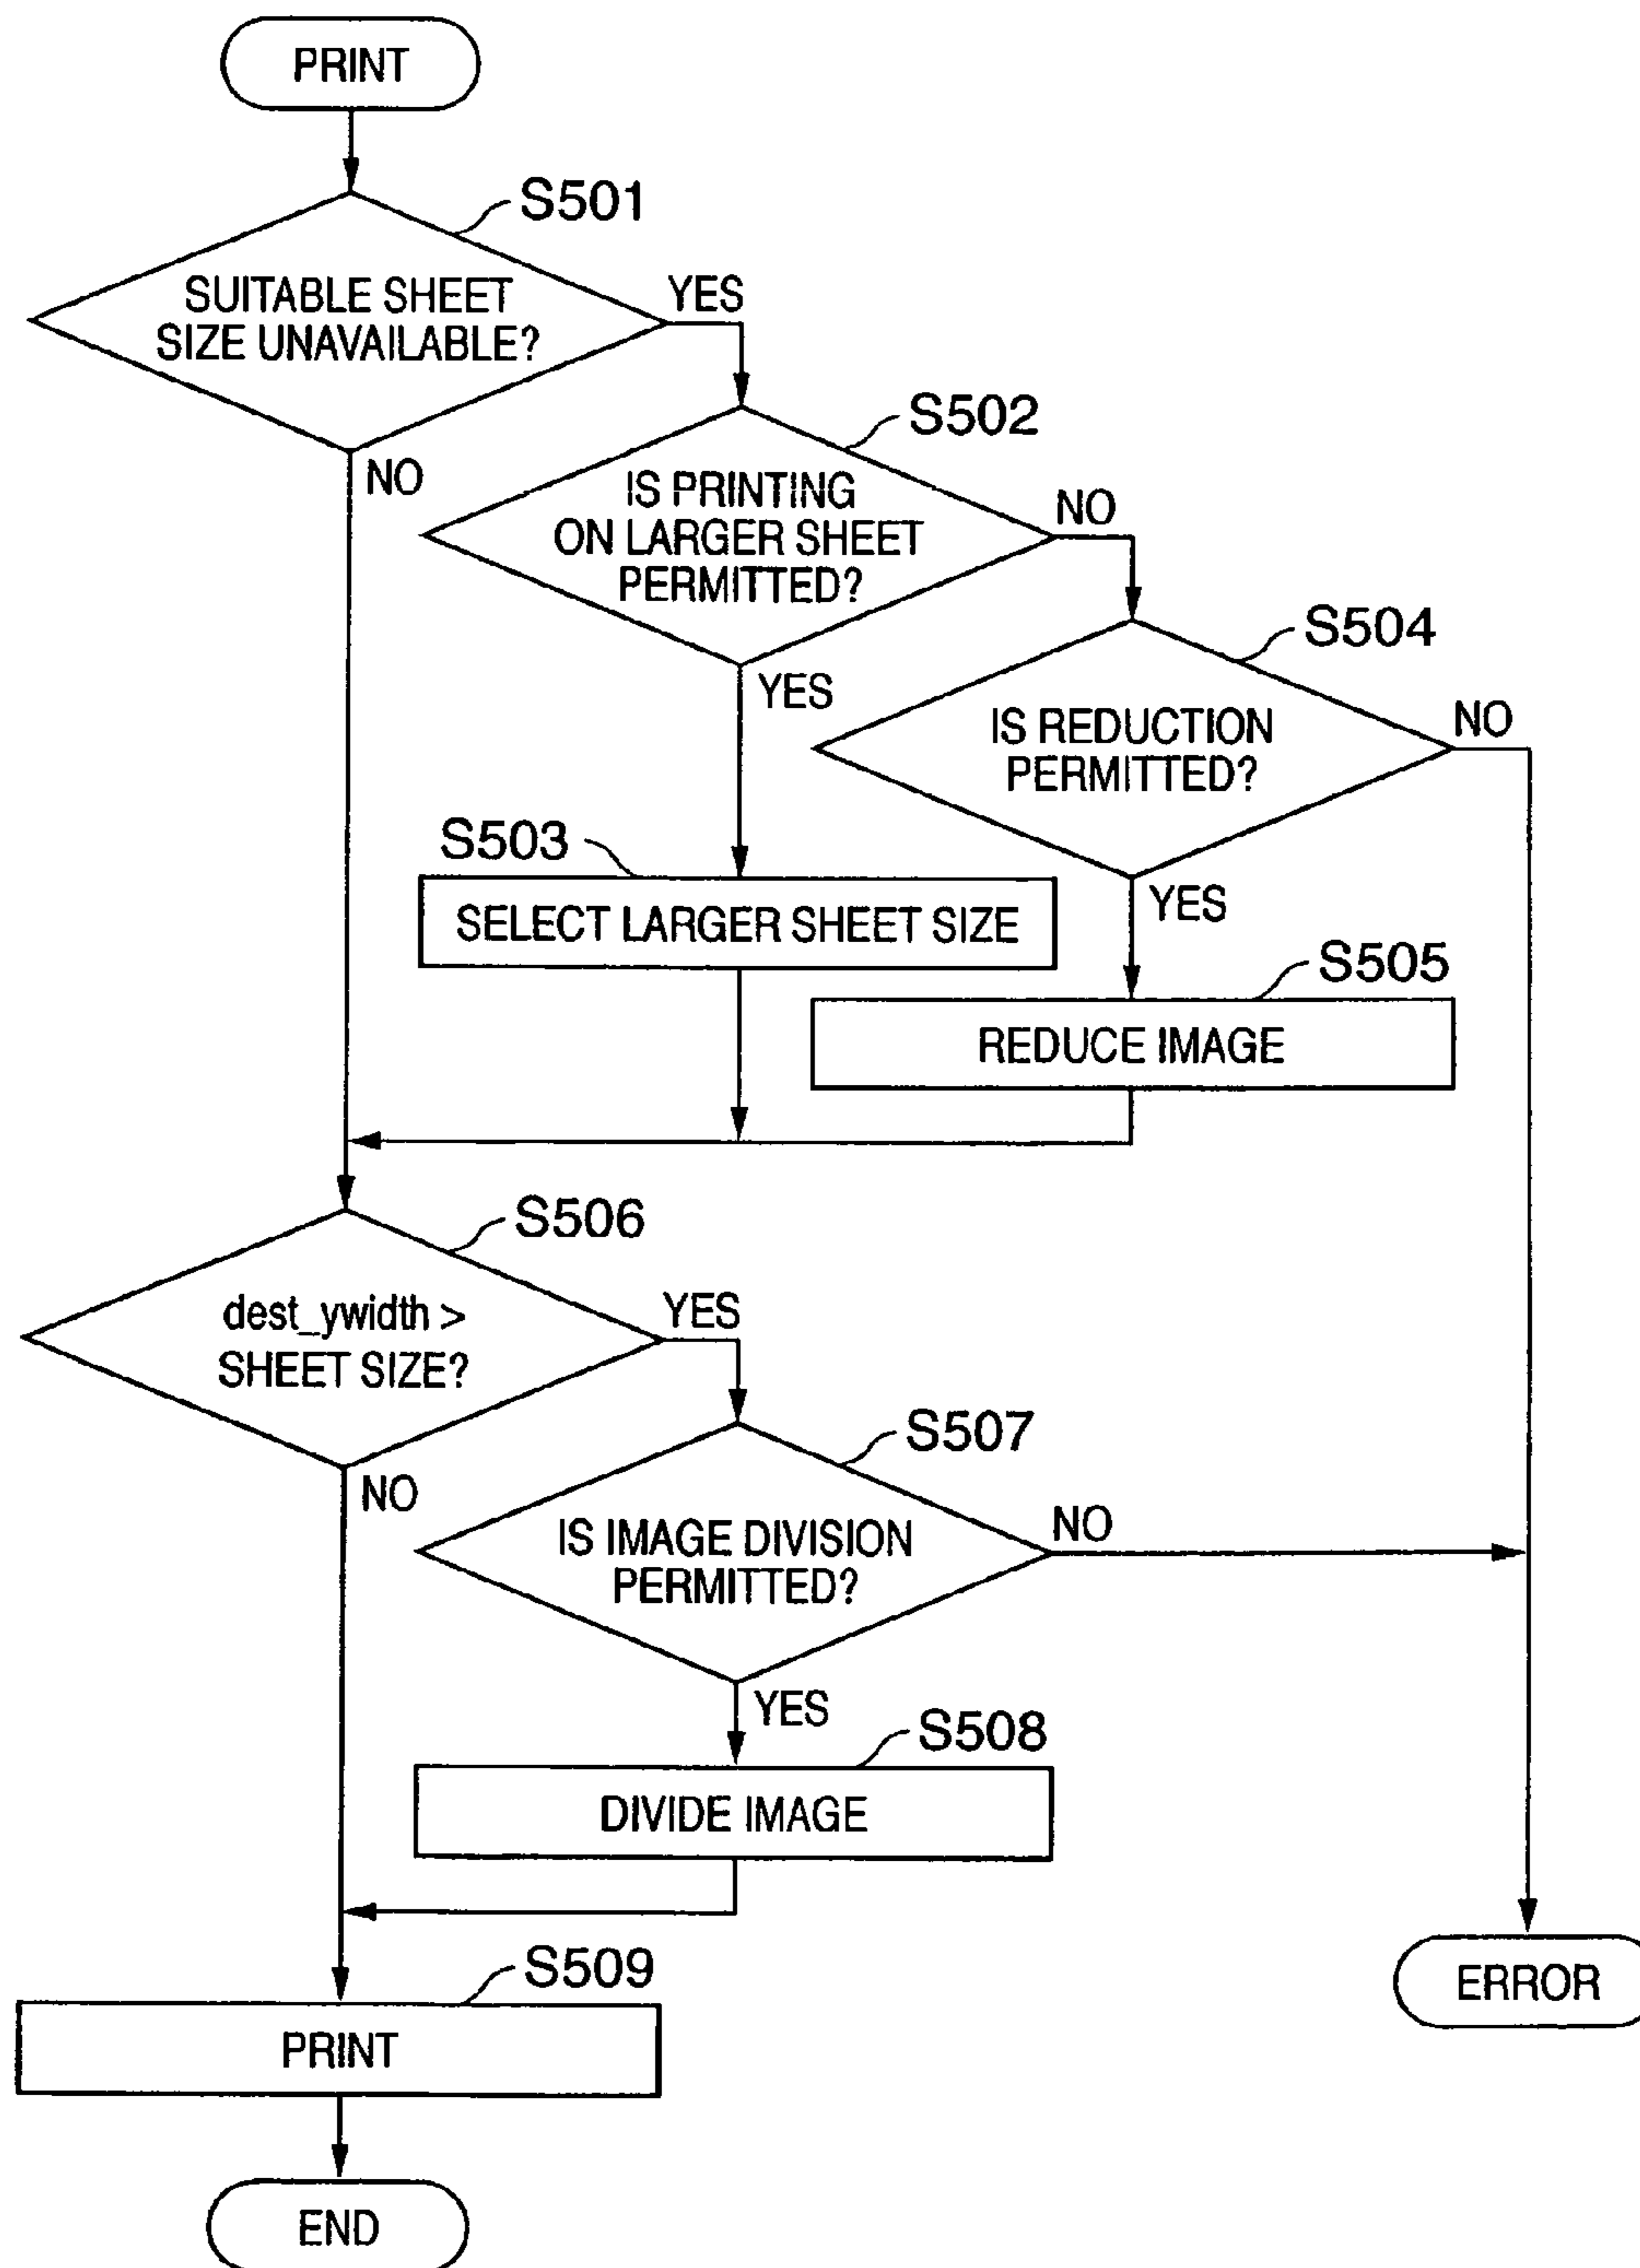 PRINT
S501
SUITABLE SHEET
SIZE UNAVAILABLE?
YES
NO
S502
IS PRINTING
ON LARGER SHEET
PERMITTED?
NO
YES
S504
IS REDUCTION
PERMITTED?
NO
YES
S503
SELECT LARGER SHEET SIZE
S505
REDUCE IMAGE
S506
dest_ywidth >
SHEET SIZE?
YES
NO
S507
IS IMAGE DIVISION
PERMITTED?
NO
YES
S508
DIVIDE IMAGE
S509
PRINT
ERROR
END